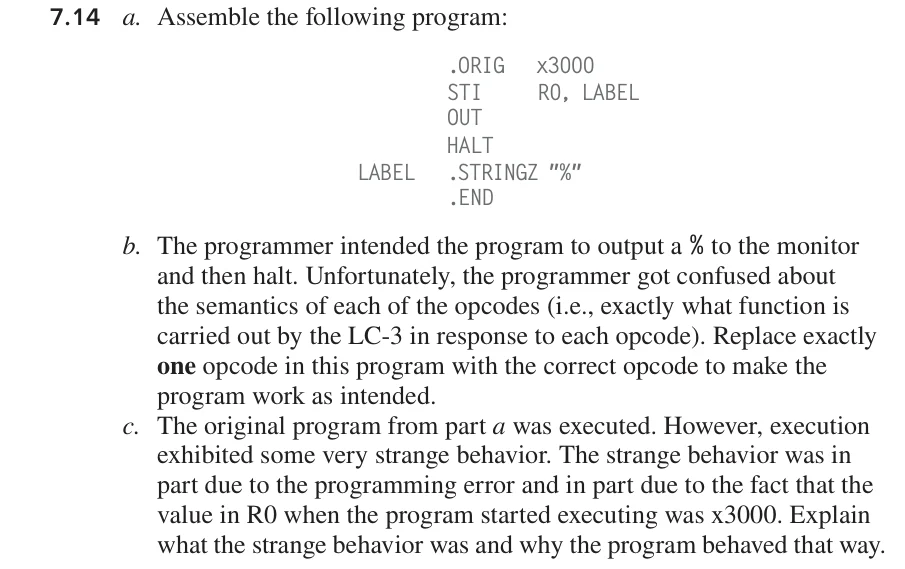 7.14 a. Assemble the following program:
.ORIG x3000
STI R0, LABEL
OUT
HALT
LABEL .STRINGZ "%"
.END
b. The programmer intended the program to output a % to the monitor
and then halt. Unfortunately, the programmer got confused about
the semantics of each of the opcodes (i.e., exactly what function is
carried out by the LC-3 in response to each opcode). Replace exactly
one opcode in this program with the correct opcode to make the
program work as intended.
c. The original program from part a was executed. However, execution
exhibited some very strange behavior. The strange behavior was in
part due to the programming error and in part due to the fact that the
value in R0 when the program started executing was x3000. Explain
what the strange behavior was and why the program behaved that way.